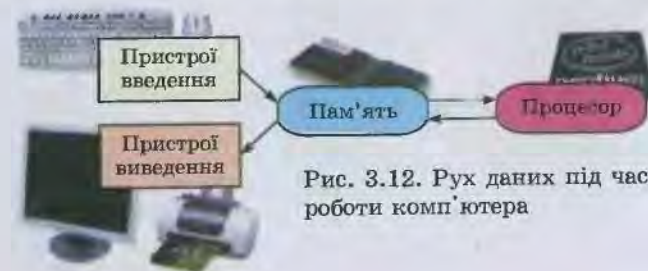 Пристрої
введення
Пам'ять
Процесор
Пристрої
виведення
Рис. 3.12. Рух даних під час
роботи комп'ютера